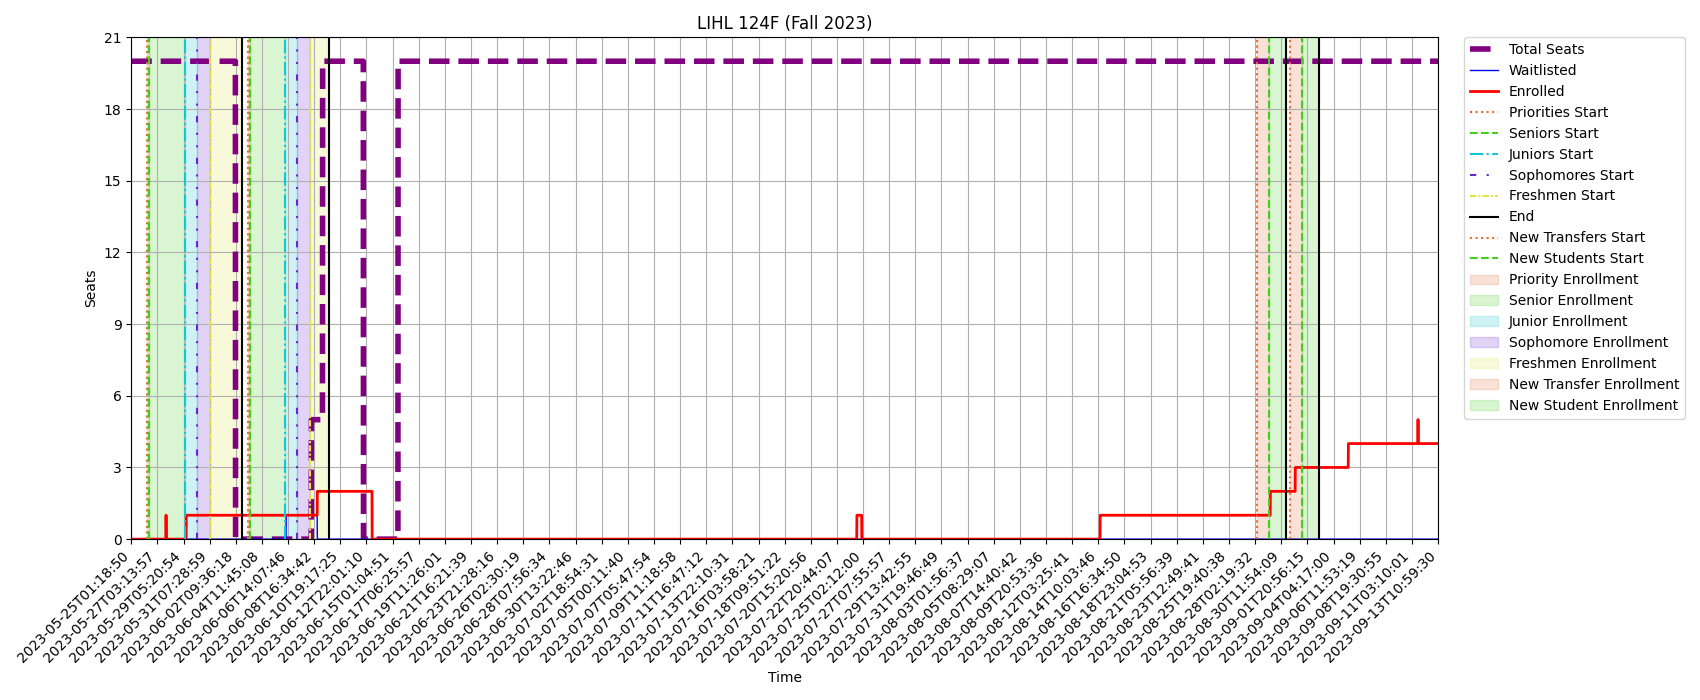 LIHL 124F (Fall 2023)
21
18
15
12
9
6
3
0
Seats
2023-05-25T01:18:50
2023-05-27T03:13:57
2023-05-29T05:20:54
2023-05-31T07:28:59
2023-06-02T09:36:18
2023-06-04T11:45:08
2023-06-06T14:07:46
2023-06-08T16:34:42
2023-06-10T19:17:25
2023-06-12T22:01:10
2023-06-15T01:04:51
2023-06-17T06:25:57
2023-06-19T11:26:01
2023-06-21T16:21:39
2023-06-23T21:28:16
2023-06-26T02:30:19
2023-06-28T07:56:34
2023-06-30T13:22:46
2023-07-02T18:54:31
2023-07-05T00:11:40
2023-07-07T05:47:54
2023-07-09T11:18:58
2023-07-11T16:47:12
2023-07-13T22:10:31
2023-07-16T03:58:21
2023-07-18T09:51:22
2023-07-20T15:20:56
2023-07-22T20:44:07
2023-07-25T02:12:00
2023-07-27T07:55:57
2023-07-29T13:42:55
2023-07-31T19:46:49
2023-08-03T01:56:37
2023-08-05T08:29:07
2023-08-07T14:40:42
2023-08-09T20:53:36
2023-08-12T03:25:41
2023-08-14T10:03:46
2023-08-16T16:34:50
2023-08-18T23:04:53
2023-08-21T05:56:39
2023-08-23T12:49:41
2023-08-25T19:40:38
2023-08-28T02:19:32
2023-08-30T11:54:09
2023-09-01T20:56:15
2023-09-04T04:17:00
2023-09-06T11:53:19
2023-09-08T19:30:55
2023-09-11T03:10:01
2023-09-13T10:59:30
Time
Total Seats
Waitlisted
Enrolled
Priorities Start
Seniors Start
Juniors Start
Sophomores Start
Freshmen Start
End
New Transfers Start
New Students Start
Priority Enrollment
Senior Enrollment
Junior Enrollment
Sophomore Enrollment
Freshmen Enrollment
New Transfer Enrollment
New Student Enrollment